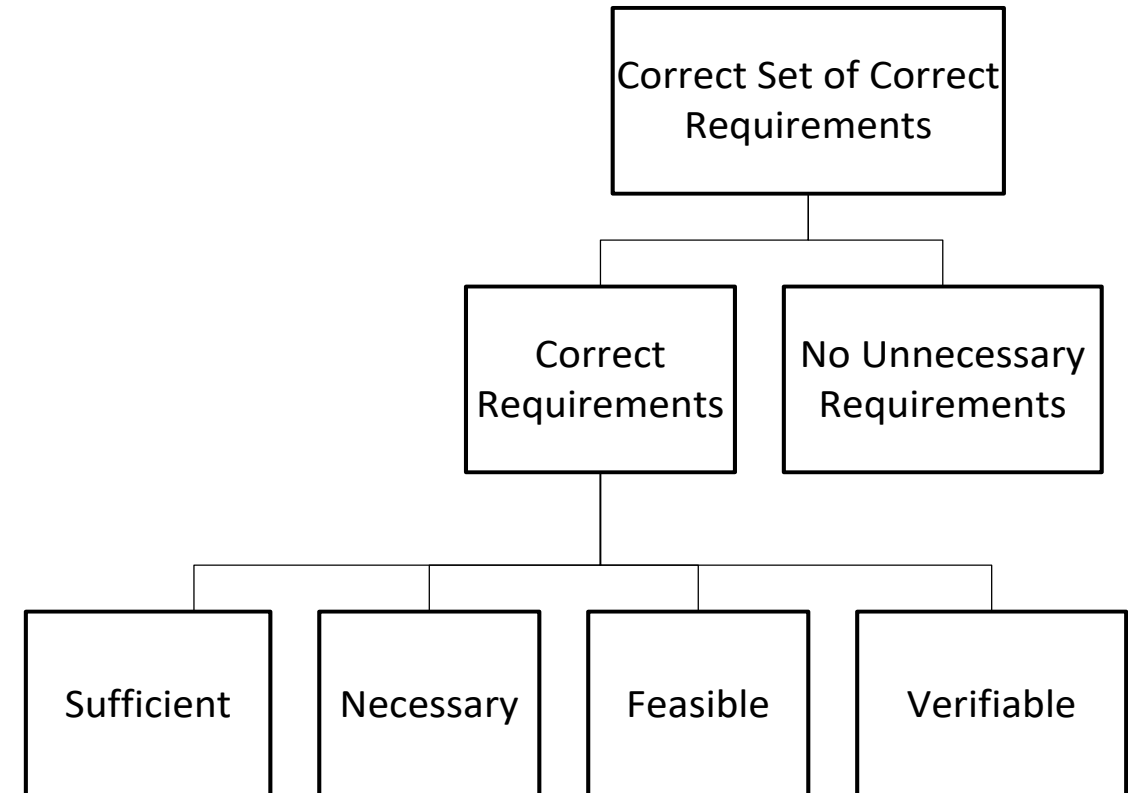 Correct Set of Correct
Requirements
Correct
Requirements
No Unnecessary
Requirements
Sufficient
Necessary
Feasible
Verifiable